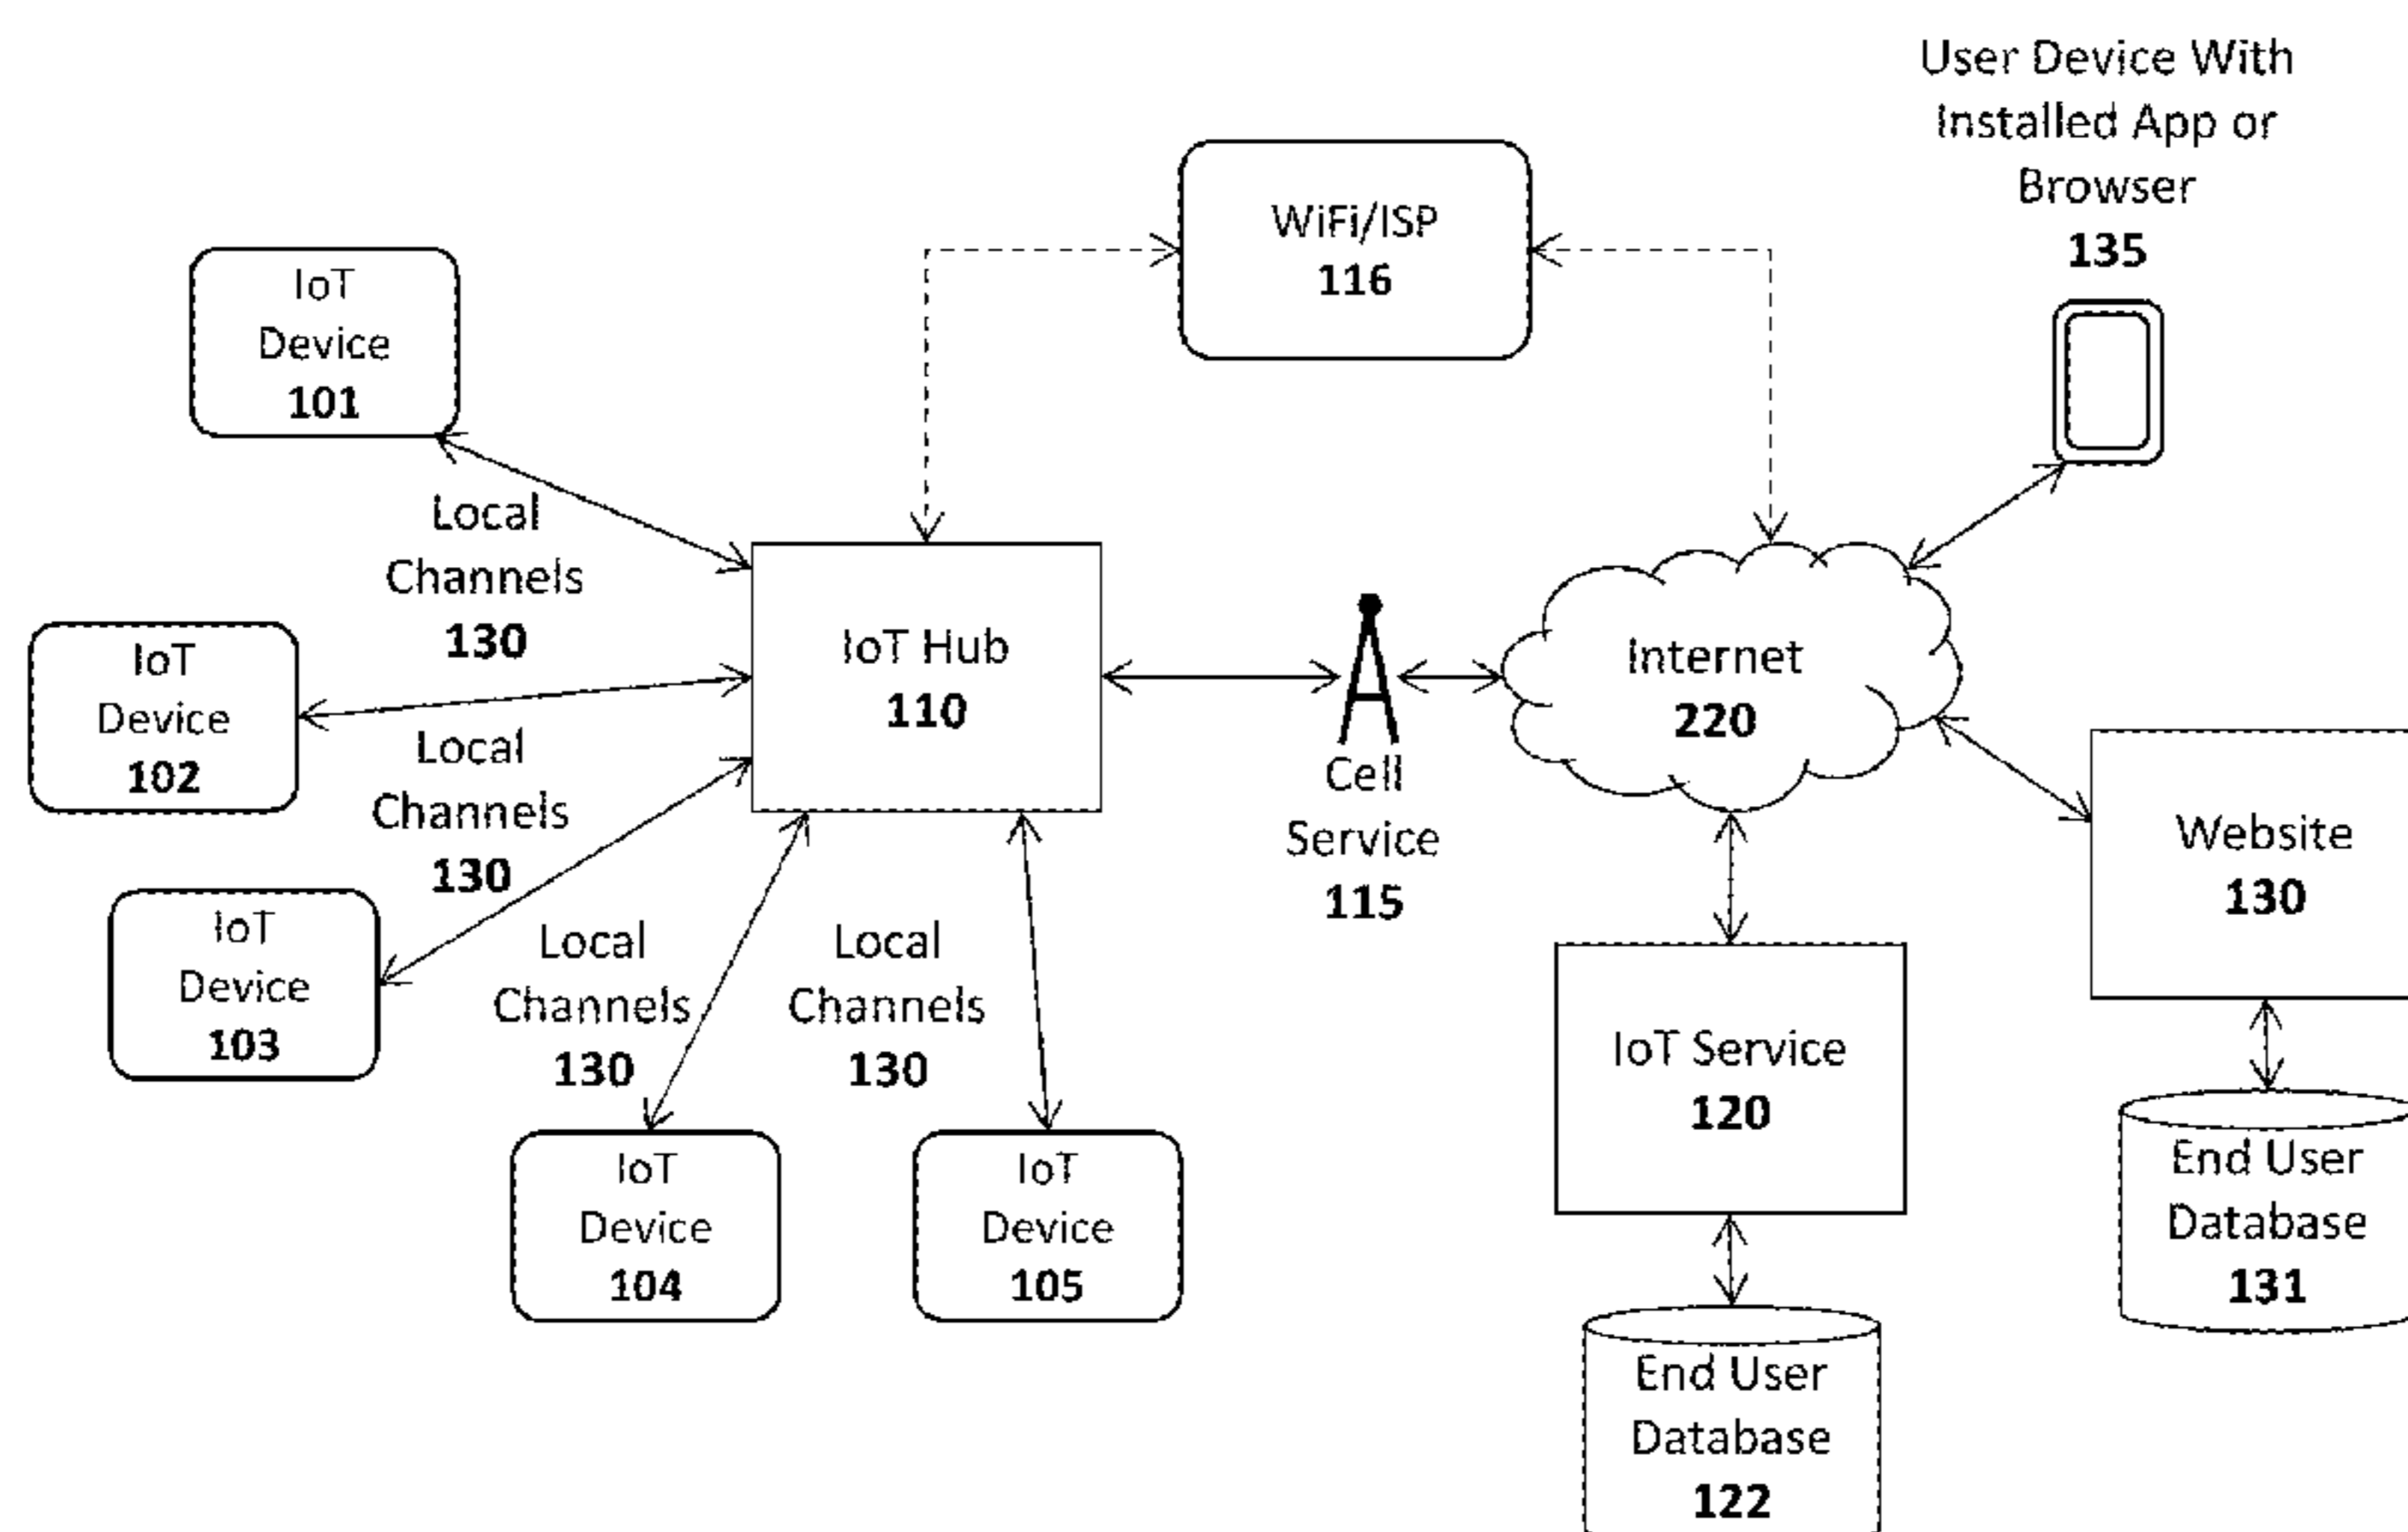 User Device With
Installed App or
Browser
135
WiFi/ISP
116
IoT
Device
101
Local
Channels
130
IoT Hub
110
Internet
220
IoT
Device
102
Local
Channels
130
Cell
Service
115
Website
130
IoT
Device
103
Local
Channels
130
Local
Channels
130
IoT Service
120
IoT
Device
104
IoT
Device
105
End User
Database
131
End User
Database
122